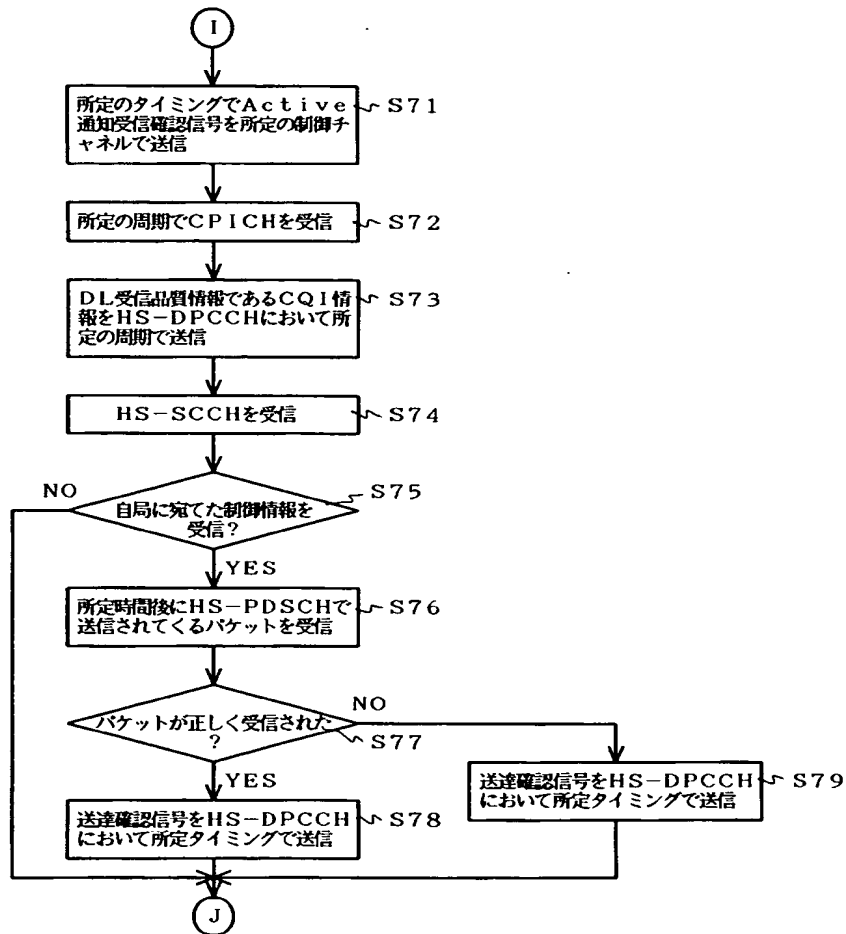 I
所定のタイミングでActive
通知受信確認信号を所定の制御チ
ャネルで送信
S71
所定の周期でCPICHを受信
S72
DL受信品質情報であるCQI情
報をHS-DPCCHにおいて所
定の周期で送信
S73
HS-SCCHを受信
S74
NO
S75
自局に宛てた制御情報を
受信?
YES
所定時間後にHS-PDSCHで
送信されてくるパケットを受信
S76
NO
パケットが正しく受信された
?
S77
YES
送達確認信号をHS-DPCCH
において所定タイミングで送信
S78
送達確認信号をHS-DPCCH
において所定タイミングで送信
S79
J